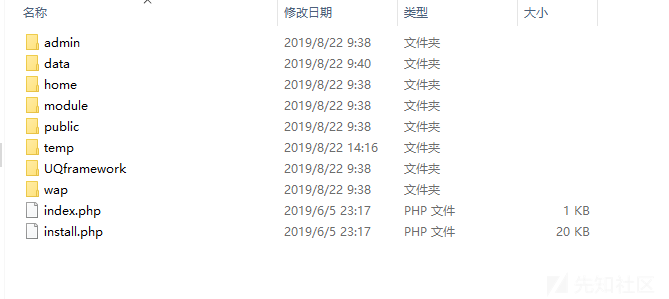 名称 修改日期 类型 大小
admin 2019/8/22 9:38 文件夹
data 2019/8/22 9:40 文件夹
home 2019/8/22 9:38 文件夹
module 2019/8/22 9:38 文件夹
public 2019/8/22 9:38 文件夹
temp 2019/8/22 14:16 文件夹
UQframework 2019/8/22 9:38 文件夹
wap 2019/8/22 9:38 文件夹
index.php 2019/6/5 23:17 PHP 文件 1 KB
install.php 2019/6/5 23:17 PHP 文件 20 KB
先知社区